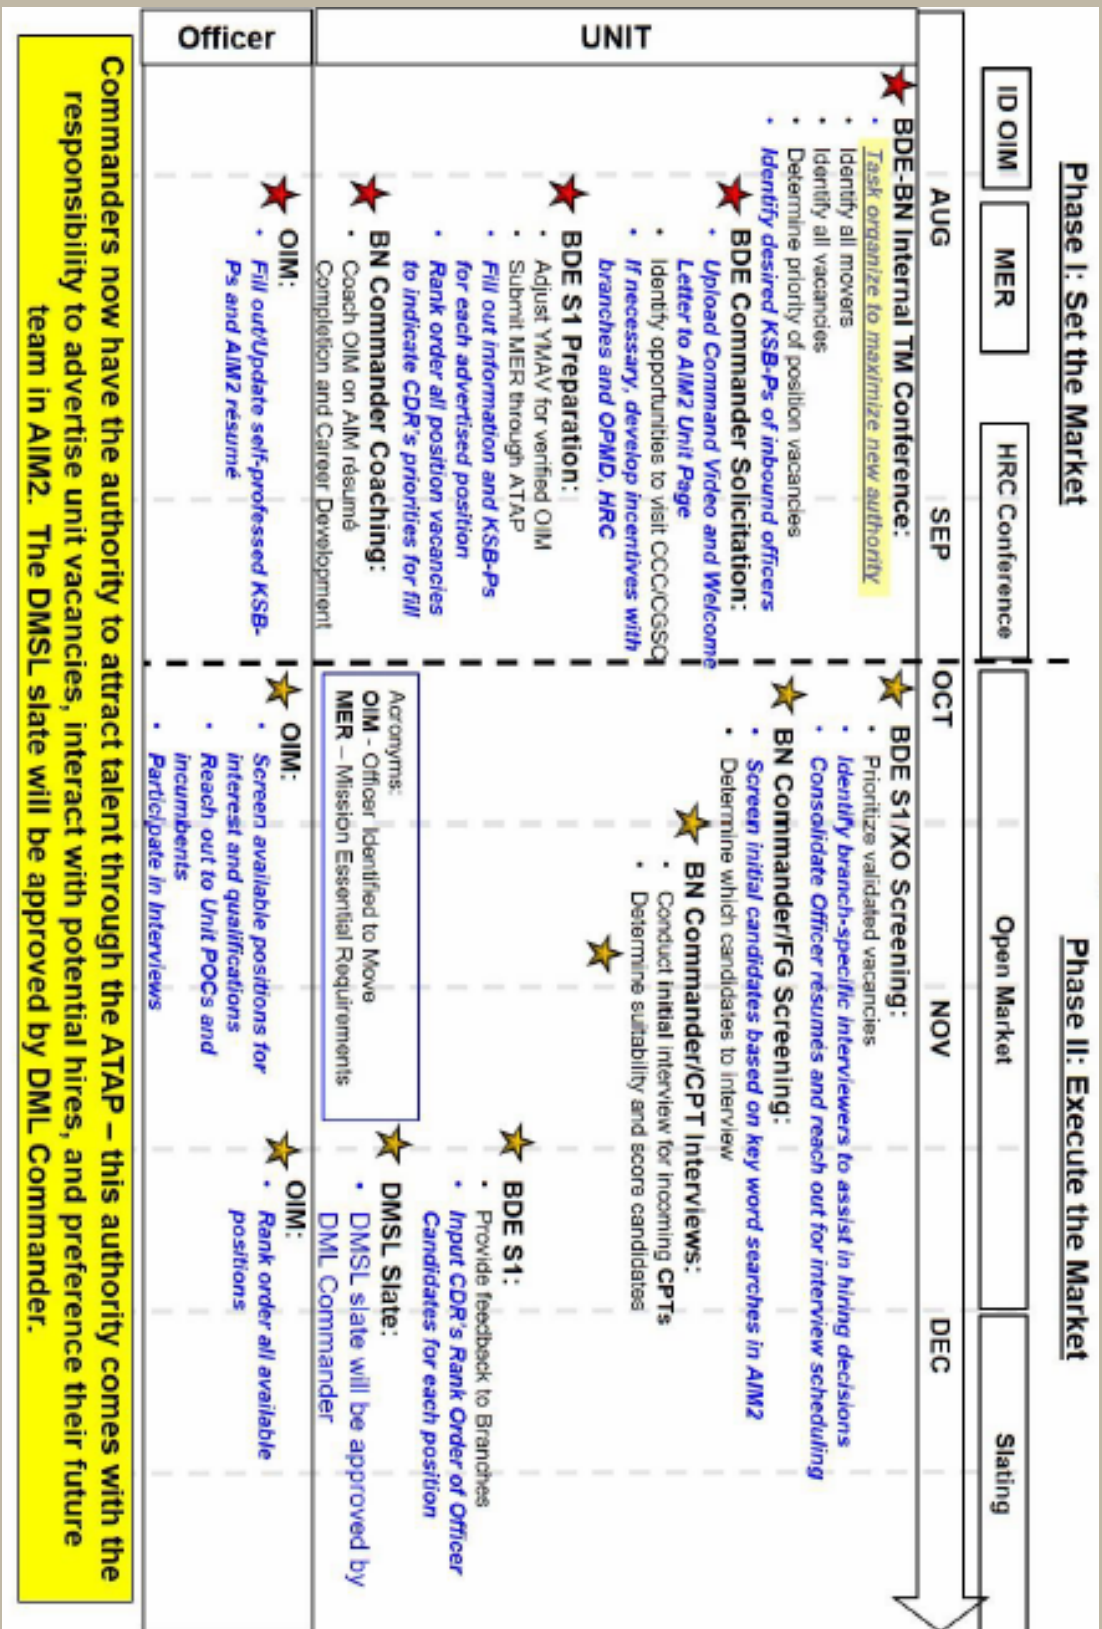 Phase I: Set the Market
Phase II: Execute the Market
ID OIM
MER
HRC Conference
Open Market
Slating
AUG
SEP
OCT
NOV
DEC
UNIT
BDE-BN Internal TM Conference:
• Task organize to maximize new authority
• Identify all movers
• Identify all vacancies
• Determine priority of position vacancies
• Identify desired KSB-Ps of inbound officers
BDE Commander Solicitation:
• Upload Command Video and Welcome
Letter to AIM2 Unit Page
• Identify opportunities to visit CCC/CGSO
• If necessary, develop incentives with
branches and OPMD, HRC
BDE S1 Preparation:
• Adjust YMAV for verified OIM
• Submit MER through ATAP
• Fill out information and KSB-Ps
for each advertised position
• Rank order all position vacancies
to indicate CDR's priorities for fill
BN Commander Coaching:
• Coach OIM on AIM résumé
Completion and Career Development
BDE S1/XO Screening:
• Prioritize validated vacancies
• Identify branch-specific interviewers to assist in hiring decisions
• Consolidate Officer résumés and reach out for interview scheduling
BN Commander/FG Screening:
• Screen initial candidates based on key word searches in AIM2
• Determine which candidates to interview
BN Commander/CPT Interviews:
• Conduct initial interview for incoming CPTs
• Determine suitability and score candidates
BDE S1:
• Provide feedback to Branches
• Input CDR's Rank Order of Officer
Candidates for each position
DMSL Slate:
• DMSL slate will be approved by
DML Commander
Acronyms:
OIM - Officer Identified to Move
MER – Mission Essential Requirements
Officer
OIM:
• Fill out/Update self-professed KSB-
Ps and AIM2 résumé
OIM:
• Screen available positions for
interest and qualifications
• Reach out to Unit POCs and
incumbents
• Participate in Interviews
OIM:
• Rank order all available
positions
Commanders now have the authority to attract talent through the ATAP – this authority comes with the
responsibility to advertise unit vacancies, interact with potential hires, and preference their future
team in AIM2. The DMSL slate will be approved by DML Commander.